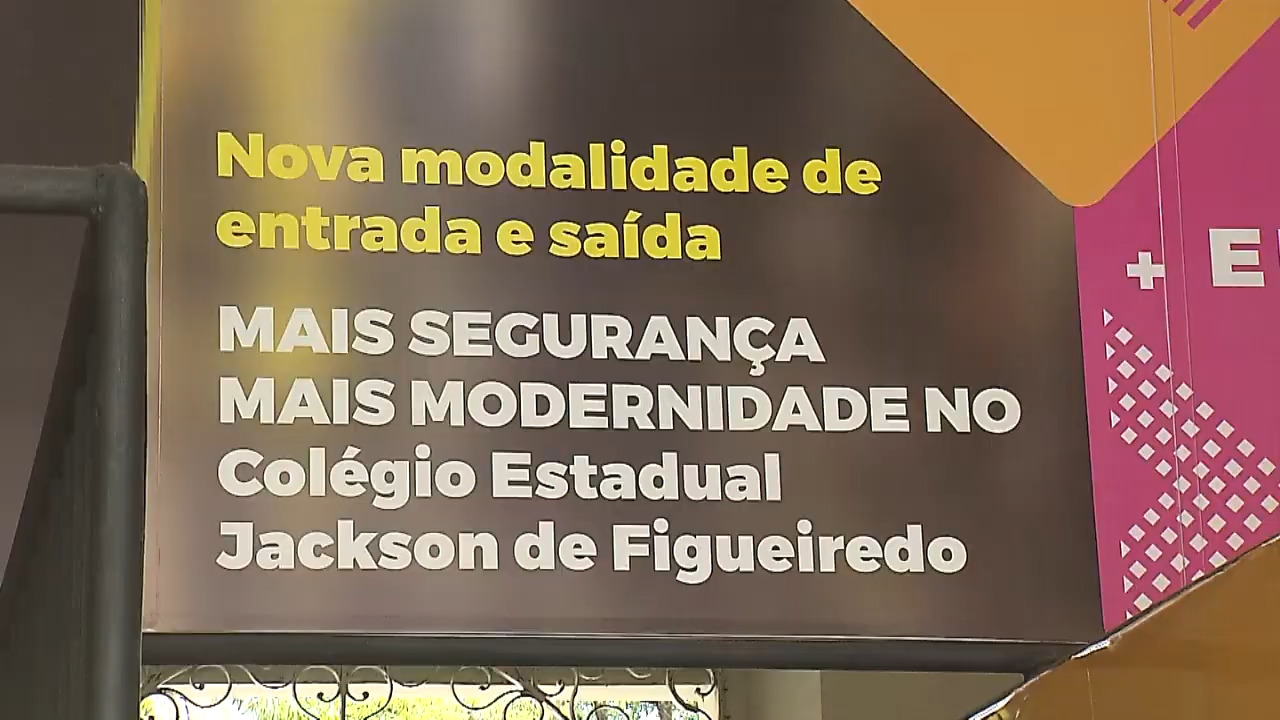 Nova modalidade de
entrada e saída
MAIS SEGURANÇA
MAIS MODERNIDADE NO
Colégio Estadual
Jackson de Figueiredo
+ E